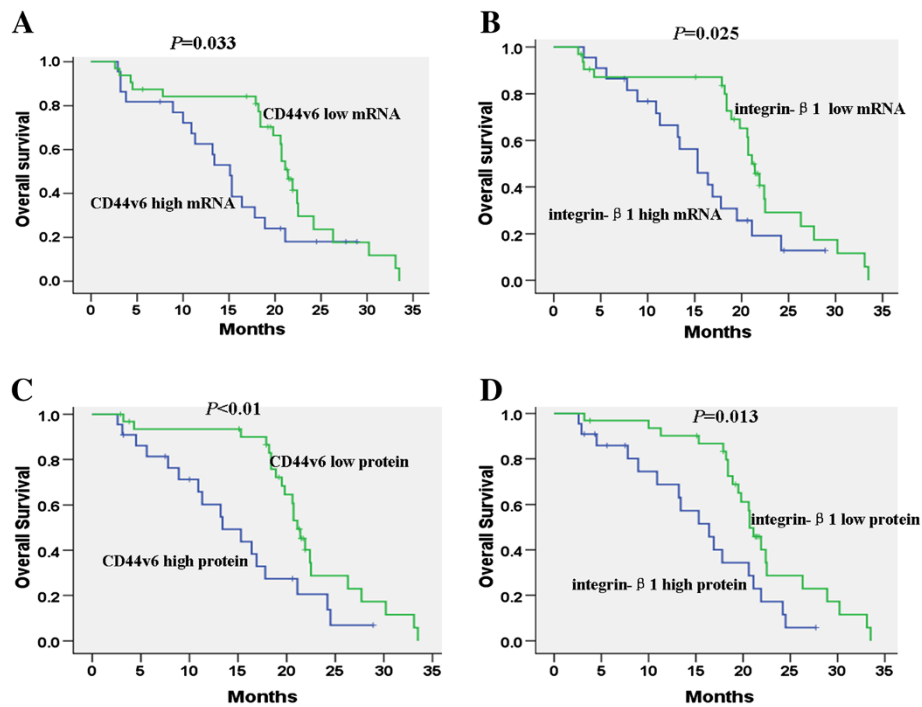 A
P=0.033
Overall survival
1.0
0.8
0.6
0.4
0.2
0.0
CD44v6 low mRNA
CD44v6 high mRNA
0 5 10 15 20 25 30 35
Months
B
P=0.025
Overall survival
1.0
0.8
0.6
0.4
0.2
0.0
integrin-β1 low mRNA
integrin-β1 high mRNA
0 5 10 15 20 25 30 35
Months
C
P<0.01
Overall Survival
1.0
0.8
0.6
0.4
0.2
0.0
CD44v6 low protein
CD44v6 high protein
0 5 10 15 20 25 30 35
Months
D
P=0.013
Overall Survival
1.0
0.8
0.6
0.4
0.2
0.0
integrin-β1 low protein
integrin-β1 high protein
0 5 10 15 20 25 30 35
Months